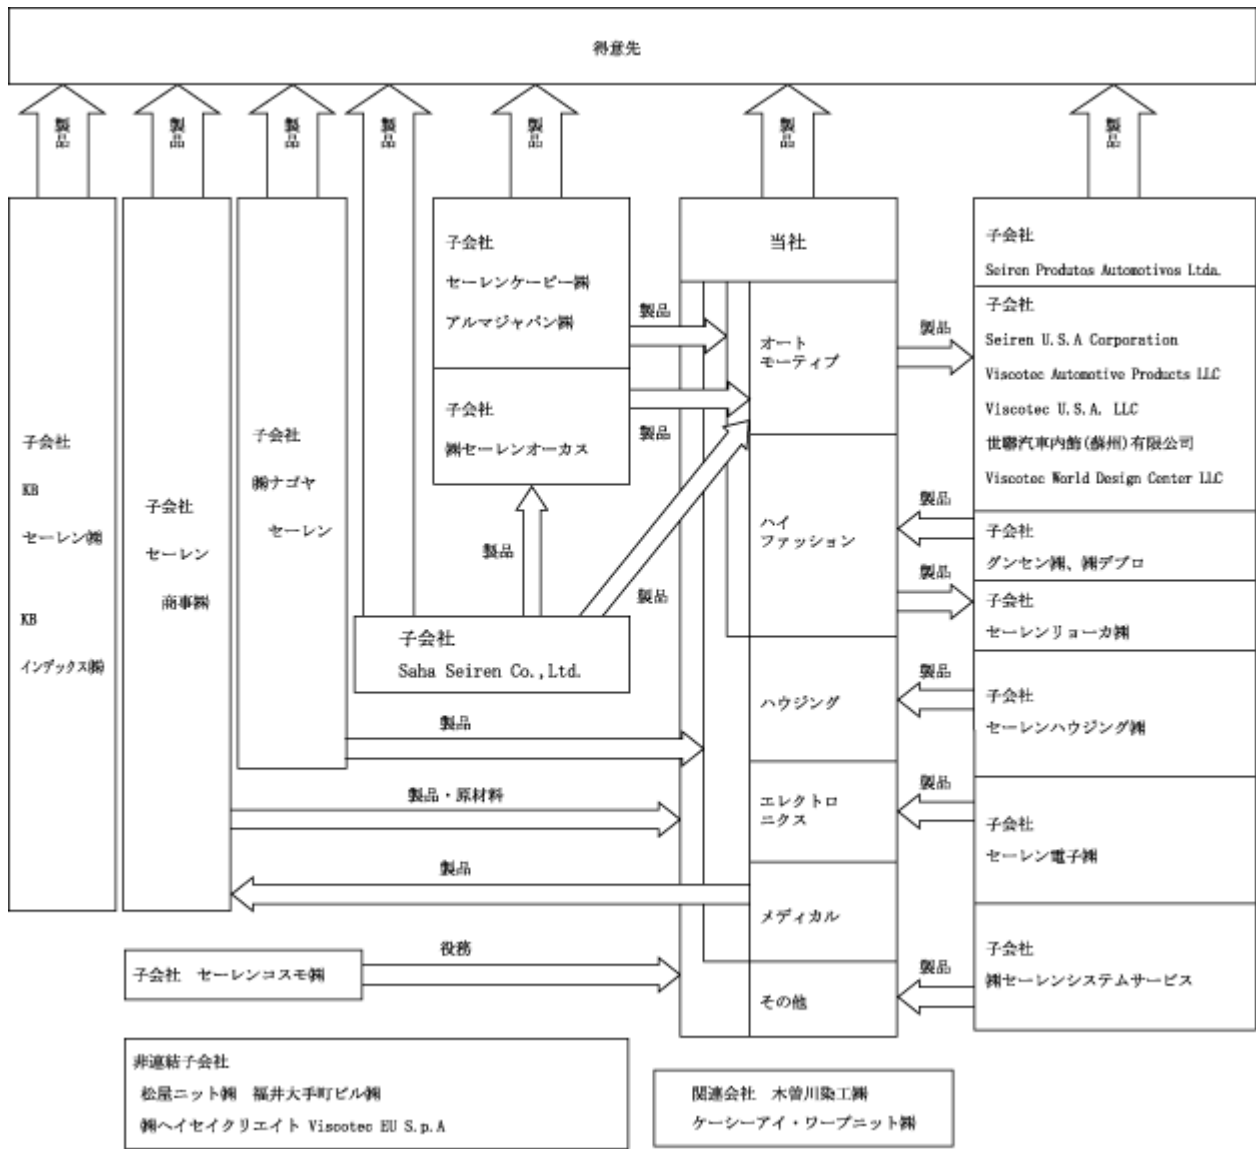 得意先
製品
製品
製品
製品
製品
製品
製品
子会社
KB
セーレン㈱
KB
インデックス㈱
子会社
セーレン
商事㈱
子会社
㈱ナゴヤ
セーレン
子会社
セーレンケーピー㈱
アルマジャパン㈱
子会社
㈱セーレンオーカス
製品
製品
製品
製品
子会社
Saha Seiren Co.,Ltd.
製品
製品・原材料
製品
役務
子会社　セーレンコスモ㈱
当社
オート
モーティブ
ハイ
ファッション
ハウジング
エレクトロ
ニクス
メディカル
その他
製品
製品
製品
製品
製品
製品
子会社
Seiren Produtos Automotivos Ltda.
子会社
Seiren U.S.A Corporation
Viscotec Automotive Products LLC
Viscotec U.S.A. LLC
世聯汽車内飾(蘇州)有限公司
Viscotec World Design Center LLC
子会社
グンセン㈱、㈱デプロ
子会社
セーレンリョーカ㈱
子会社
セーレンハウジング㈱
子会社
セーレン電子㈱
子会社
㈱セーレンシステムサービス
非連結子会社
松屋ニット㈱　福井大手町ビル㈱
㈱ヘイセイクリエイト Viscotec EU S.p.A
関連会社　木曽川染工㈱
ケーシーアイ・ワープニット㈱